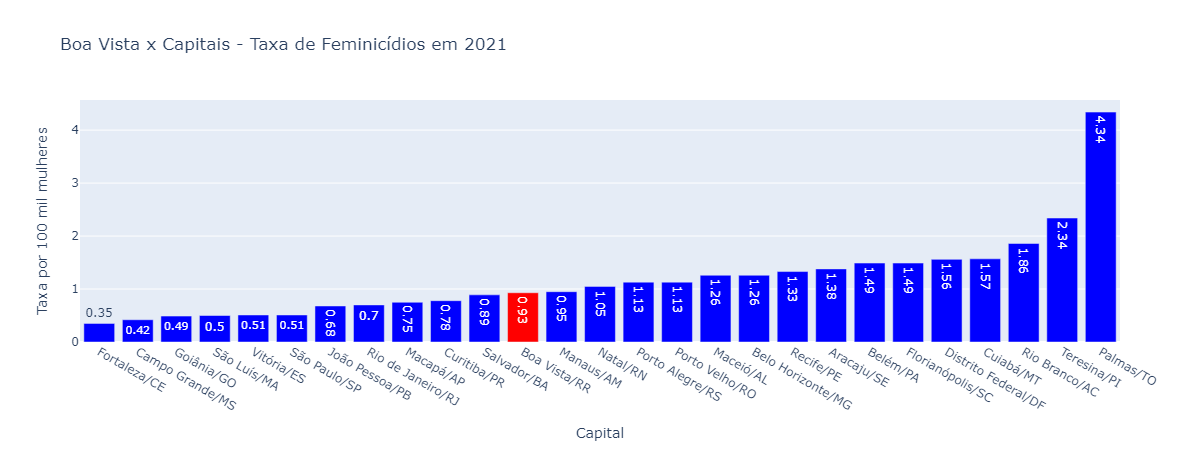 Boa Vista x Capitais - Taxa de Feminicídios em 2021
Taxa por 100 mil mulheres
4
3
2
1
0
0.35
0.42
0.49
0.5
0.51
0.51
0.68
0.7
0.75
0.78
0.89
0.93
0.95
1.05
1.13
1.13
1.26
1.26
1.33
1.38
1.49
1.49
1.56
1.57
1.86
2.34
4.34
Fortaleza/CE
Campo Grande/MS
Goiânia/GO
São Luís/MA
Vitória/ES
São Paulo/SP
João Pessoa/PB
Rio de Janeiro/RJ
Macapá/AP
Curitiba/PR
Salvador/BA
Boa Vista/RR
Manaus/AM
Natal/RN
Porto Alegre/RS
Porto Velho/RO
Maceió/AL
Belo Horizonte/MG
Recife/PE
Aracaju/SE
Belém/PA
Florianópolis/SC
Distrito Federal/DF
Cuiabá/MT
Rio Branco/AC
Teresina/PI
Palmas/TO
Capital